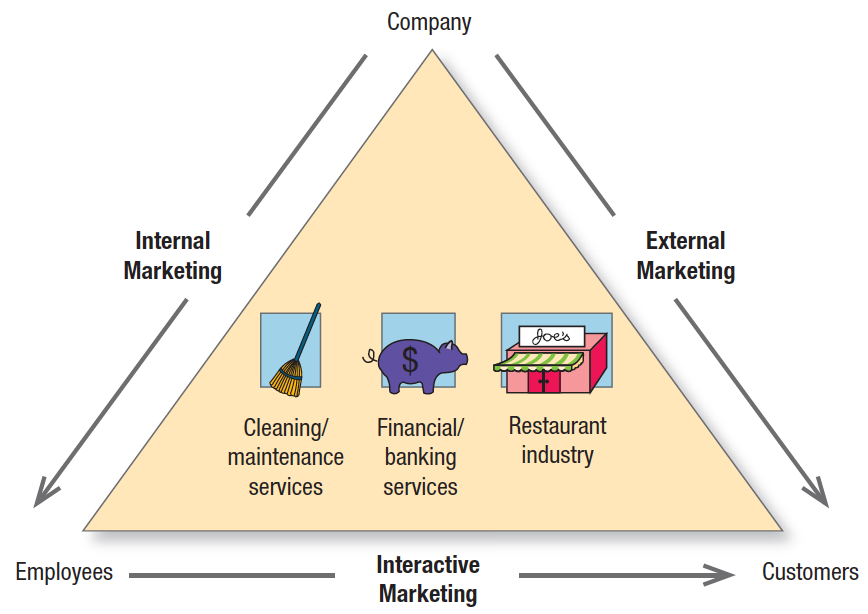 Company
Internal
Marketing
External
Marketing
Joe's
$
Cleaning/
maintenance
services
Financial/
banking
services
Restaurant
industry
Employees
Interactive
Marketing
Customers